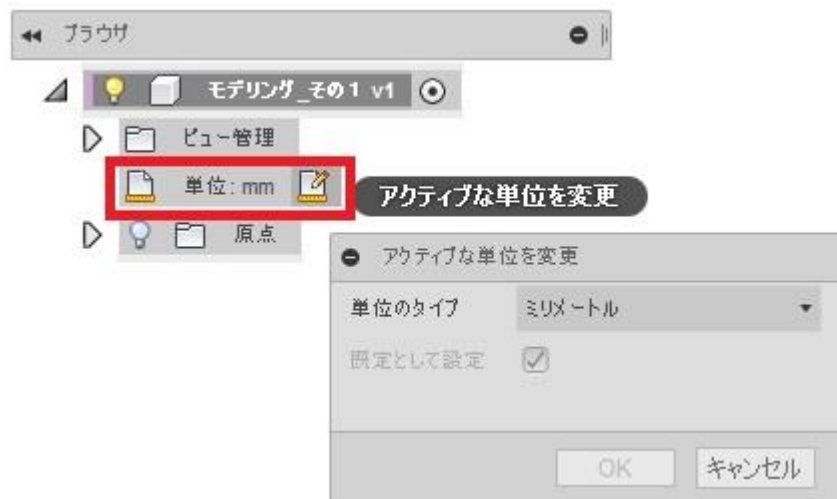 ブラウザ
モデリング_その1 v1
ビュー管理
単位: mm
アクティブな単位を変更
原点
アクティブな単位を変更
単位のタイプ ミリメートル
既定として設定
OK キャンセル